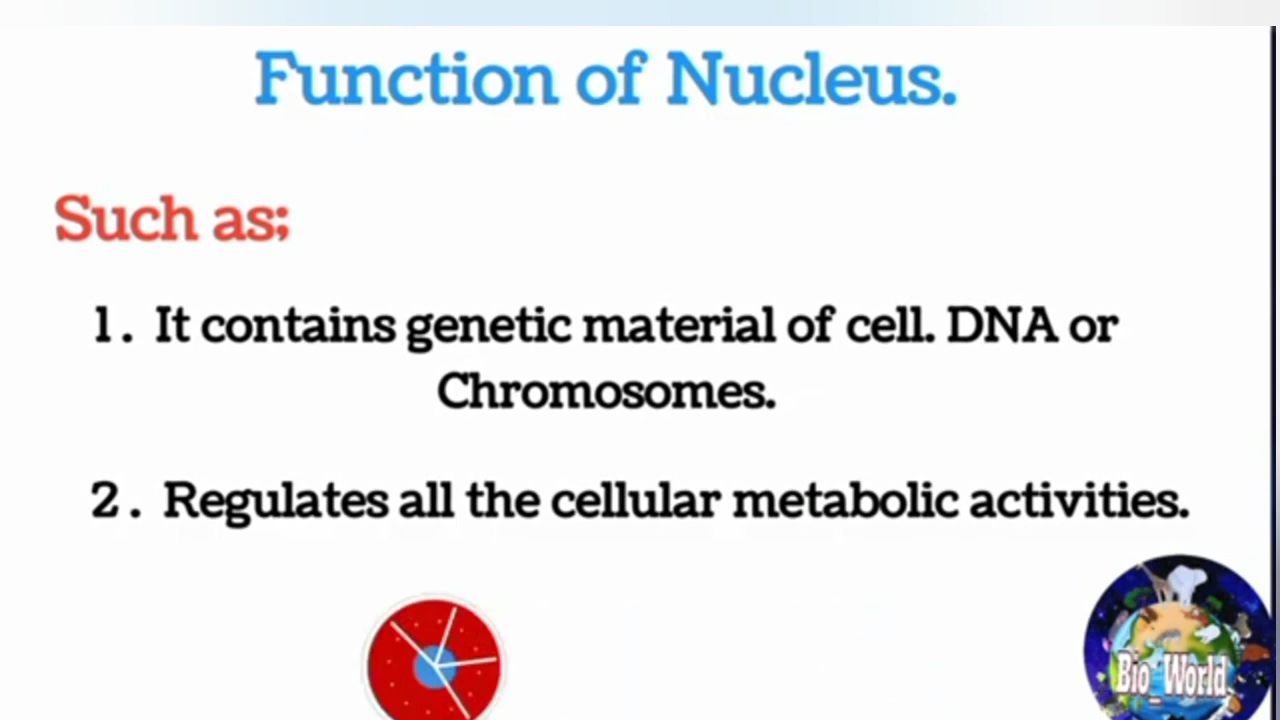 Function of Nucleus.
Such as;
1. It contains genetic material of cell. DNA or
Chromosomes.
2. Regulates all the cellular metabolic activities.
Bio_World